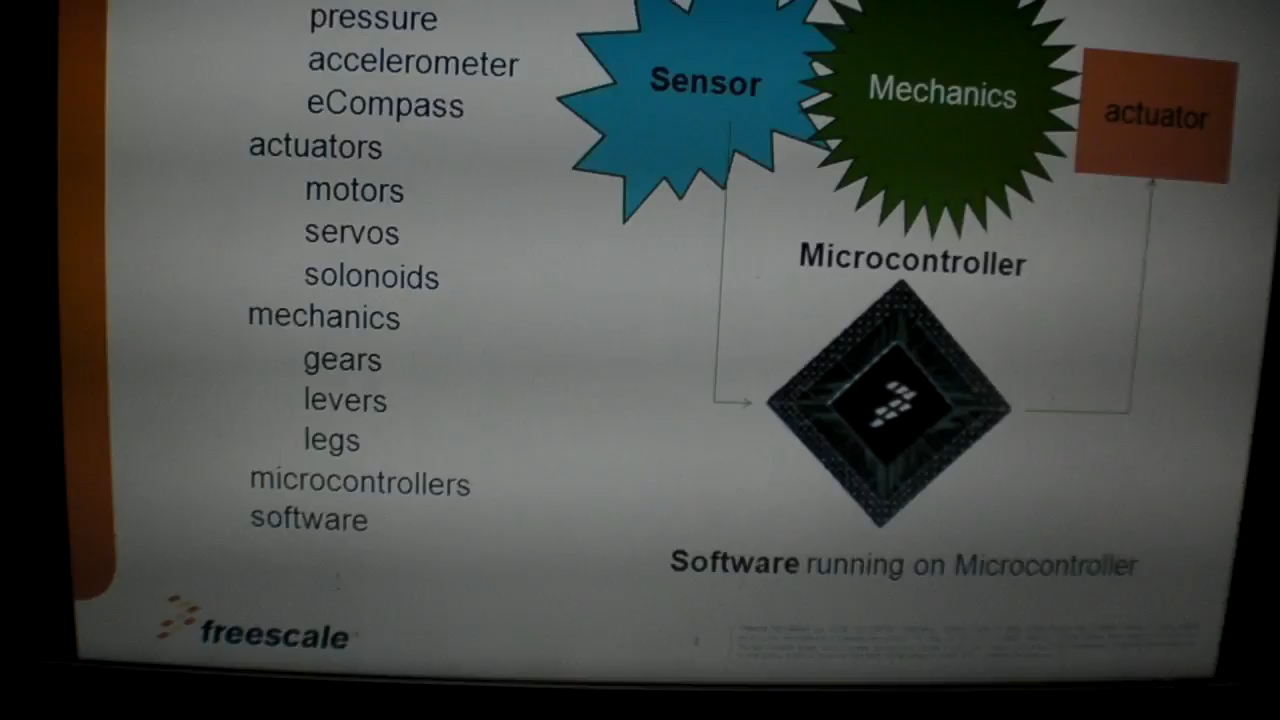 pressure
accelerometer
eCompass
actuators
motors
servos
solonoids
mechanics
gears
levers
legs
microcontrollers
software
Sensor
Mechanics
actuator
Microcontroller
Software running on Microcontroller
freescale